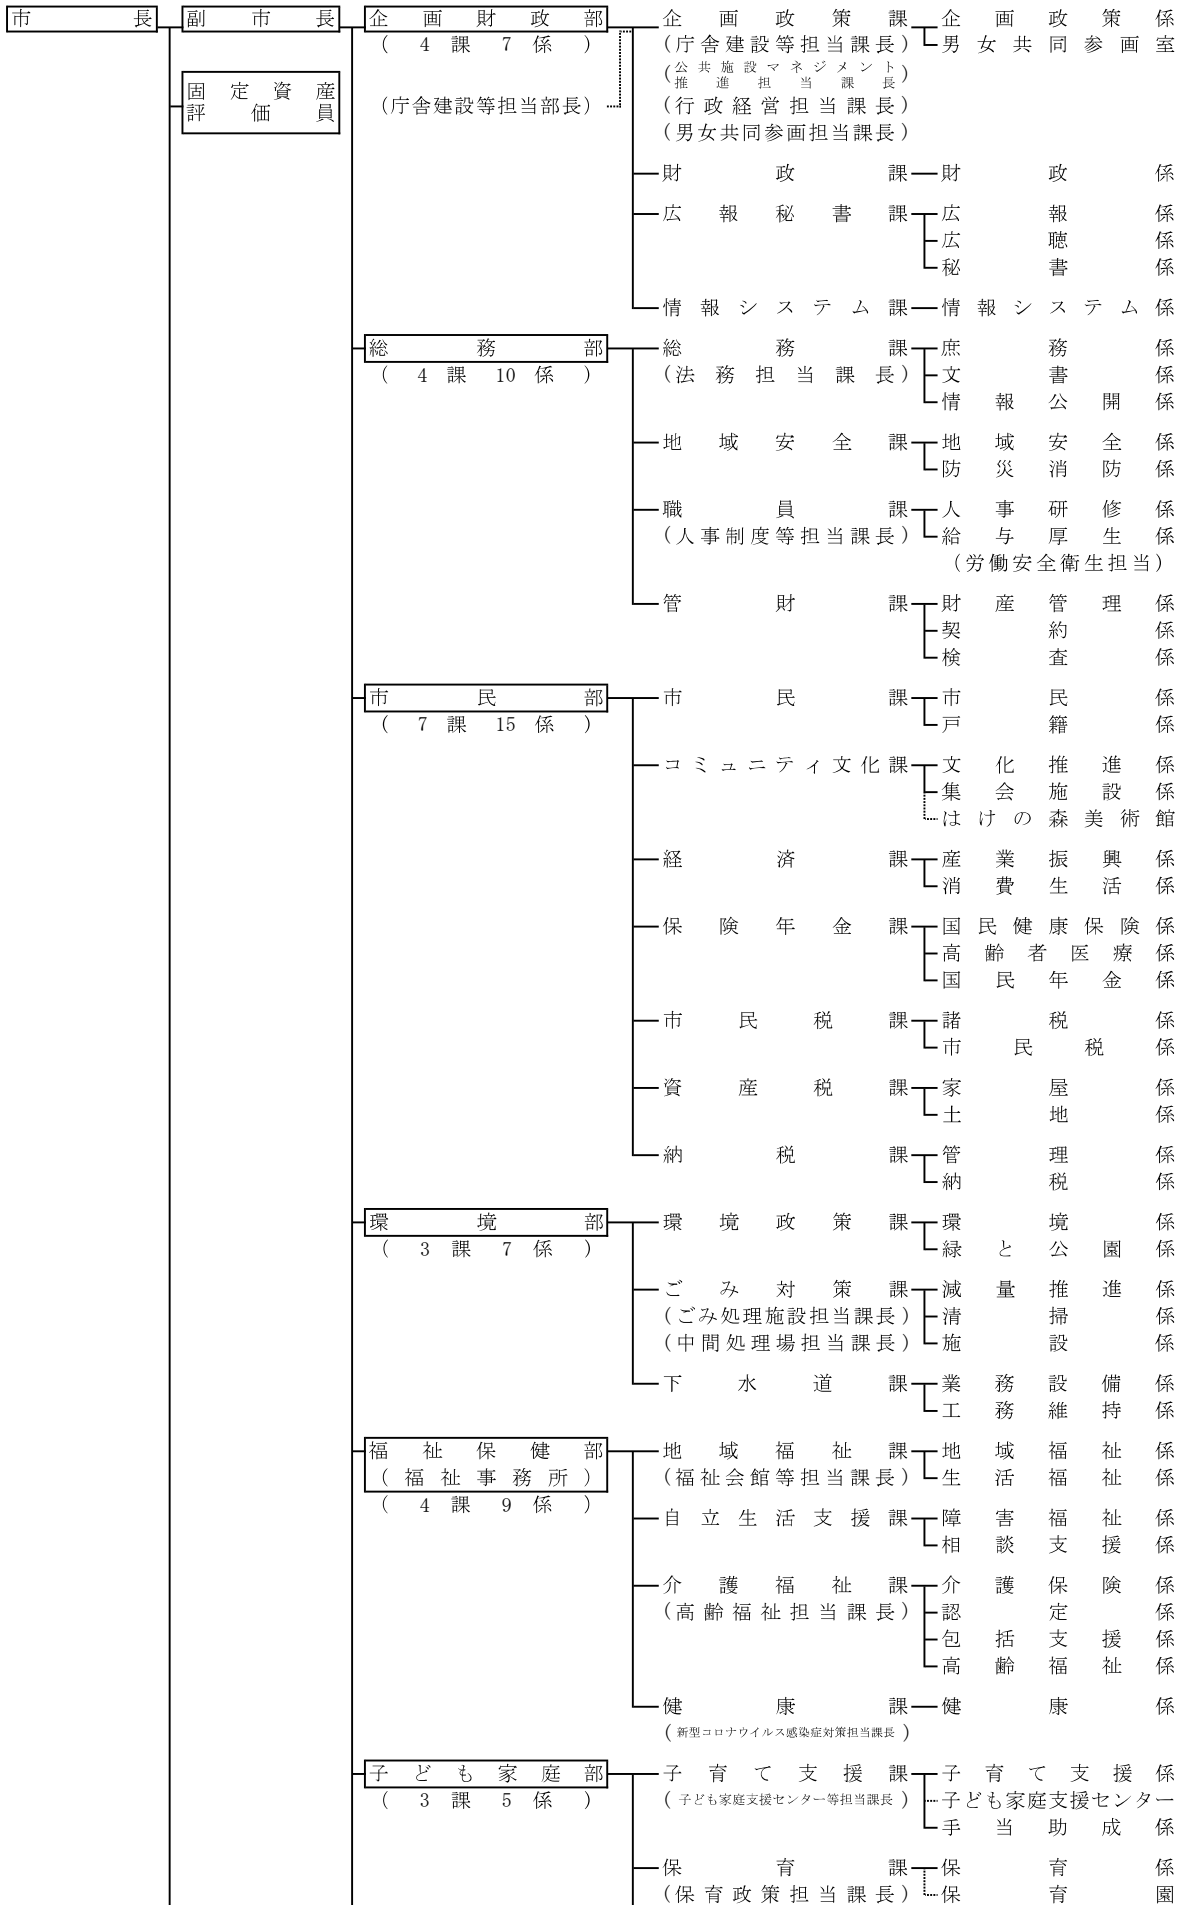 市長 副市長 企画財政部 企画政策課 企画政策係
(4課7係) (庁舎建設等担当課長) 男女共同参画室
(公共施設マネジメント推進担当課長)
固定資産評価員 (庁舎建設等担当部長) (行政経営担当課長)
(男女共同参画担当課長)
財政課 財政係
広報秘書課 広報係
広聴係
秘書係
情報システム課 情報システム係
総務部 総務課 庶務係
(4課10係) (法務担当課長) 文書係
情報公開係
地域安全課 地域安全係
防災消防係
職員課 人事研修係
(人事制度等担当課長) 給与厚生係
(労働安全衛生担当)
管財課 財産管理係
契約係
検査係
市民部 市民課 市民係
(7課15係) 戸籍係
コミュニティ文化課 文化推進係
集会施設係
はけの森美術館
経済課 産業振興係
消費生活係
保険年金課 国民健康保険係
高齢者医療係
国民年金係
市民税課 諸税係
市民税係
資産税課 家屋係
土地係
納税課 管理係
納税係
環境部 環境政策課 環境係
(3課7係) 緑と公園係
ごみ対策課 減量推進係
(ごみ処理施設担当課長) 清掃係
(中間処理場担当課長) 施設係
下水道課 業務設備係
工務維持係
福祉保健部 地域福祉課 地域福祉係
(福祉事務所) (福祉会館等担当課長) 生活福祉係
(4課9係) 自立生活支援課 障害福祉係
相談支援係
介護福祉課 介護保険係
(高齢福祉担当課長) 認定係
包括支援係
高齢福祉係
健康課 健康係
(新型コロナウイルス感染症対策担当課長)
子ども家庭部 子育て支援課 子育て支援係
(3課5係) (子ども家庭支援センター等担当課長) 子ども家庭支援センター
手当助成係
保育課 保育係
(保育政策担当課長) 保育園